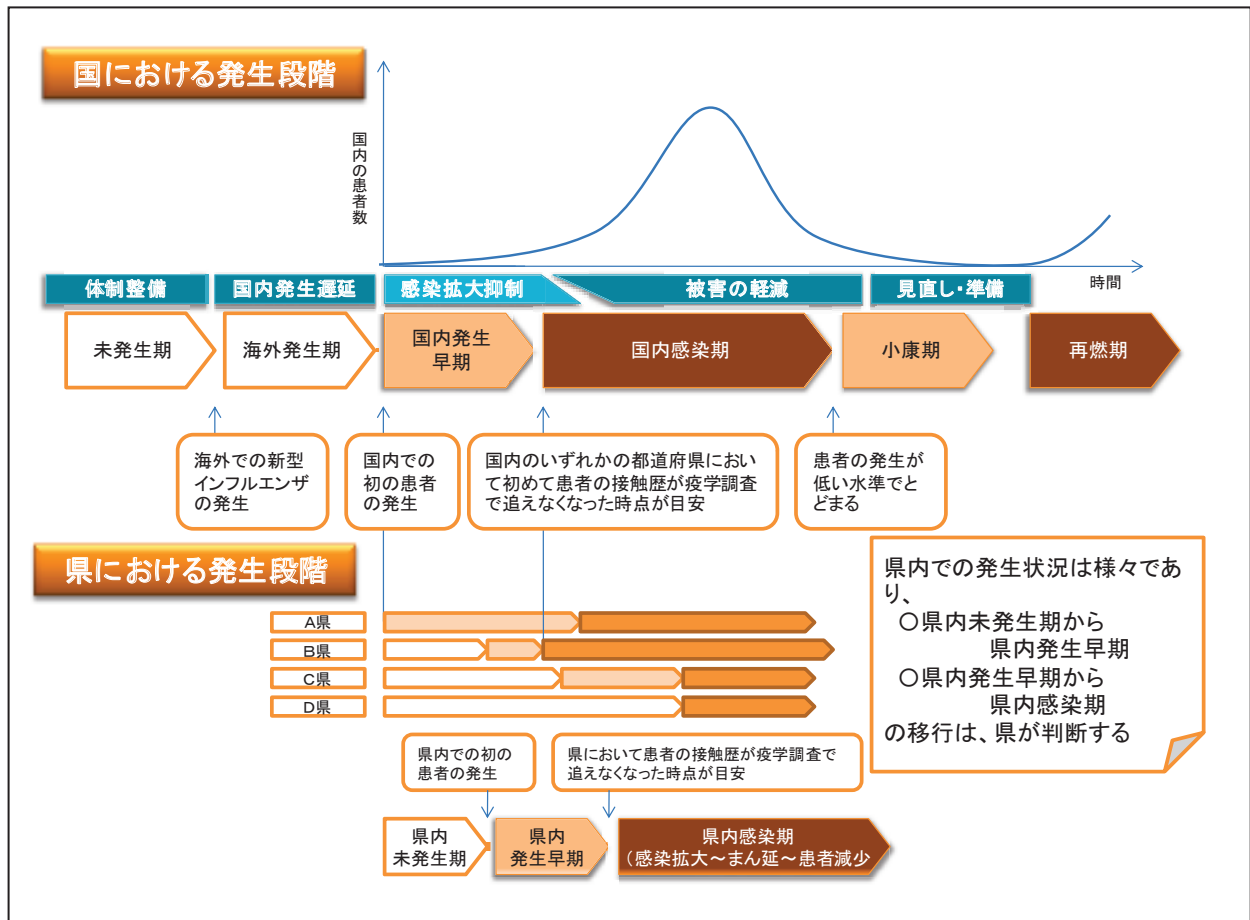 国における発生段階
国内の患者数
時間
体制整備
国内発生遅延
感染拡大抑制
被害の軽減
見直し・準備
未発生期
海外発生期
国内発生
早期
国内感染期
小康期
再燃期
海外での新型
インフルエンザ
の発生
国内での
初の患者
の発生
国内のいずれかの都道府県におい
て初めて患者の接触歴が疫学調査
で追えなくなった時点が目安
患者の発生が
低い水準でと
どまる
県における発生段階
A県
B県
C県
D県
県内での発生状況は様々であ
り、
○県内未発生期から
県内発生早期
○県内発生早期から
県内感染期
の移行は、県が判断する
県内での初の
患者の発生
県において患者の接触歴が疫学調査で
追えなくなった時点が目安
県内
未発生期
県内
発生早期
県内感染期
(感染拡大～まん延～患者減少